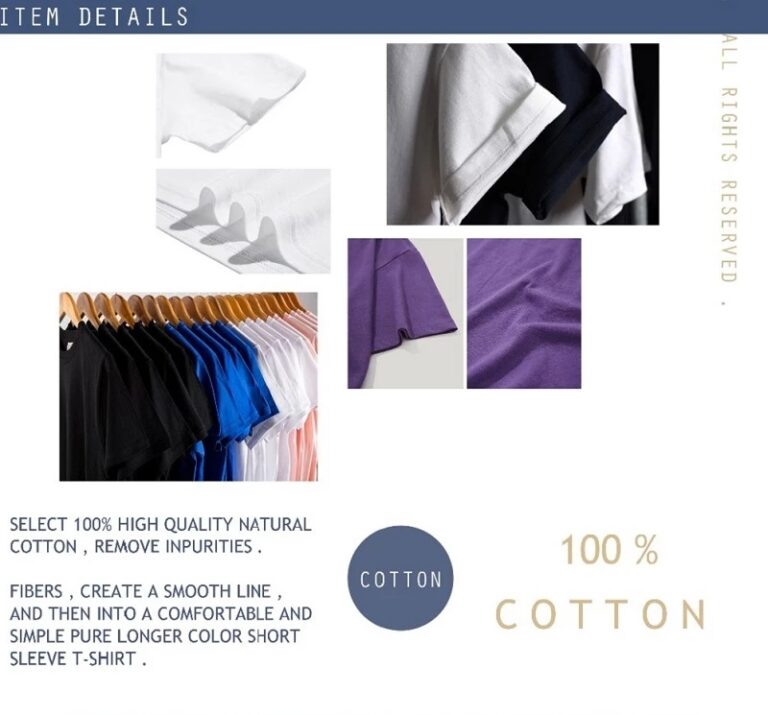 ITEM DETAILS
ALL RIGHTS RESERVED .
SELECT 100% HIGH QUALITY NATURAL
COTTON , REMOVE INPURITIES .
FIBERS , CREATE A SMOOTH LINE ,
AND THEN INTO A COMFORTABLE AND
SIMPLE PURE LONGER COLOR SHORT
SLEEVE T-SHIRT .
COTTON
100 %
COTTON